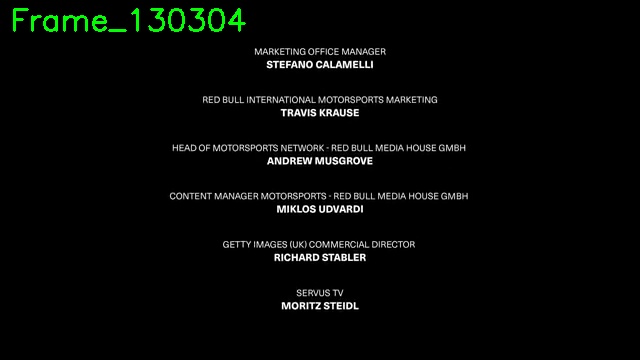 Frame_130304
MARKETING OFFICE MANAGER
STEFANO CALAMELLI
RED BULL INTERNATIONAL MOTORSPORTS MARKETING
TRAVIS KRAUSE
HEAD OF MOTORSPORTS NETWORK - RED BULL MEDIA HOUSE GMBH
ANDREW MUSGROVE
CONTENT MANAGER MOTORSPORTS - RED BULL MEDIA HOUSE GMBH
MIKLOS UDVARDI
GETTY IMAGES (UK) COMMERCIAL DIRECTOR
RICHARD STABLER
SERVUS TV
MORITZ STEIDL